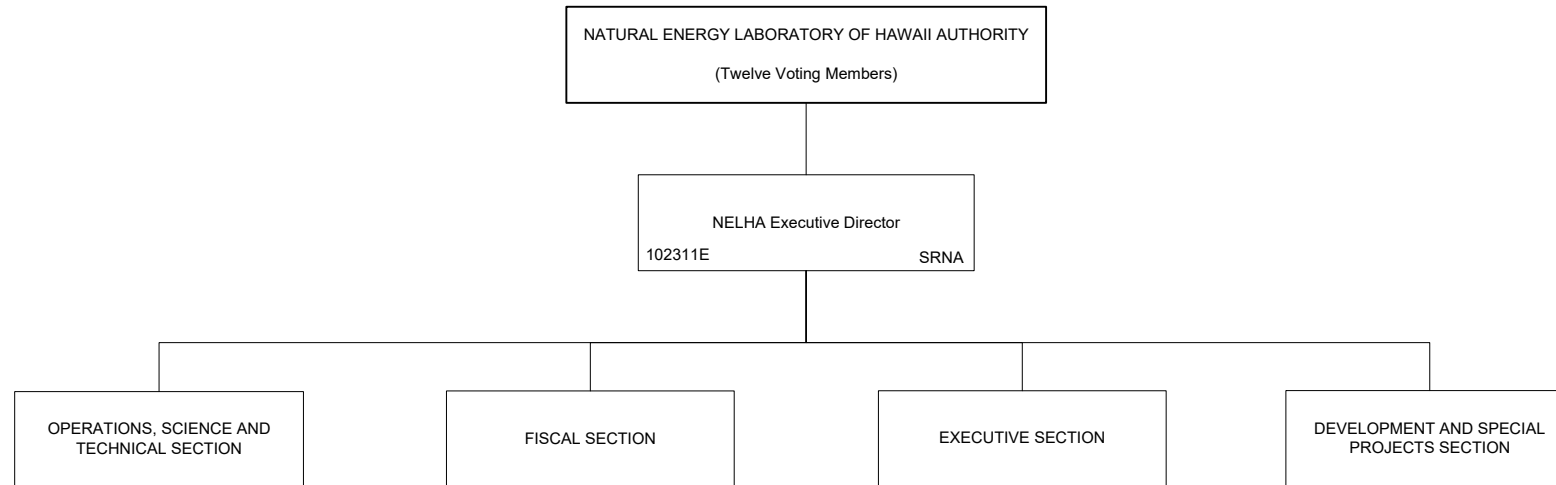 NATURAL ENERGY LABORATORY OF HAWAII AUTHORITY
(Twelve Voting Members)
NELHA Executive Director
102311E SRNA
OPERATIONS, SCIENCE AND
TECHNICAL SECTION
FISCAL SECTION
EXECUTIVE SECTION
DEVELOPMENT AND SPECIAL
PROJECTS SECTION